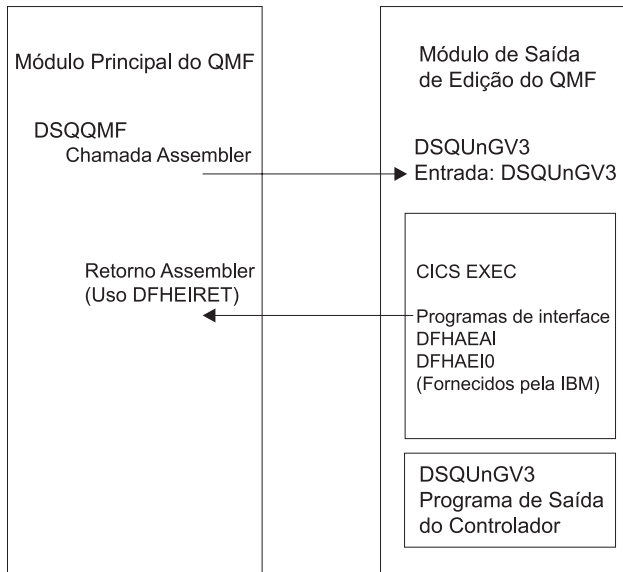 Módulo Principal do QMF
DSQQMF
Chamada Assembler
Retorno Assembler
(Uso DFHEIRET)
Módulo de Saída
de Edição do QMF
DSQUnGV3
Entrada: DSQUnGV3
CICS EXEC
Programas de interface
DFHAEAI
DFHAEI0
(Fornecidos pela IBM)
DSQUnGV3
Programa de Saída
do Controlador